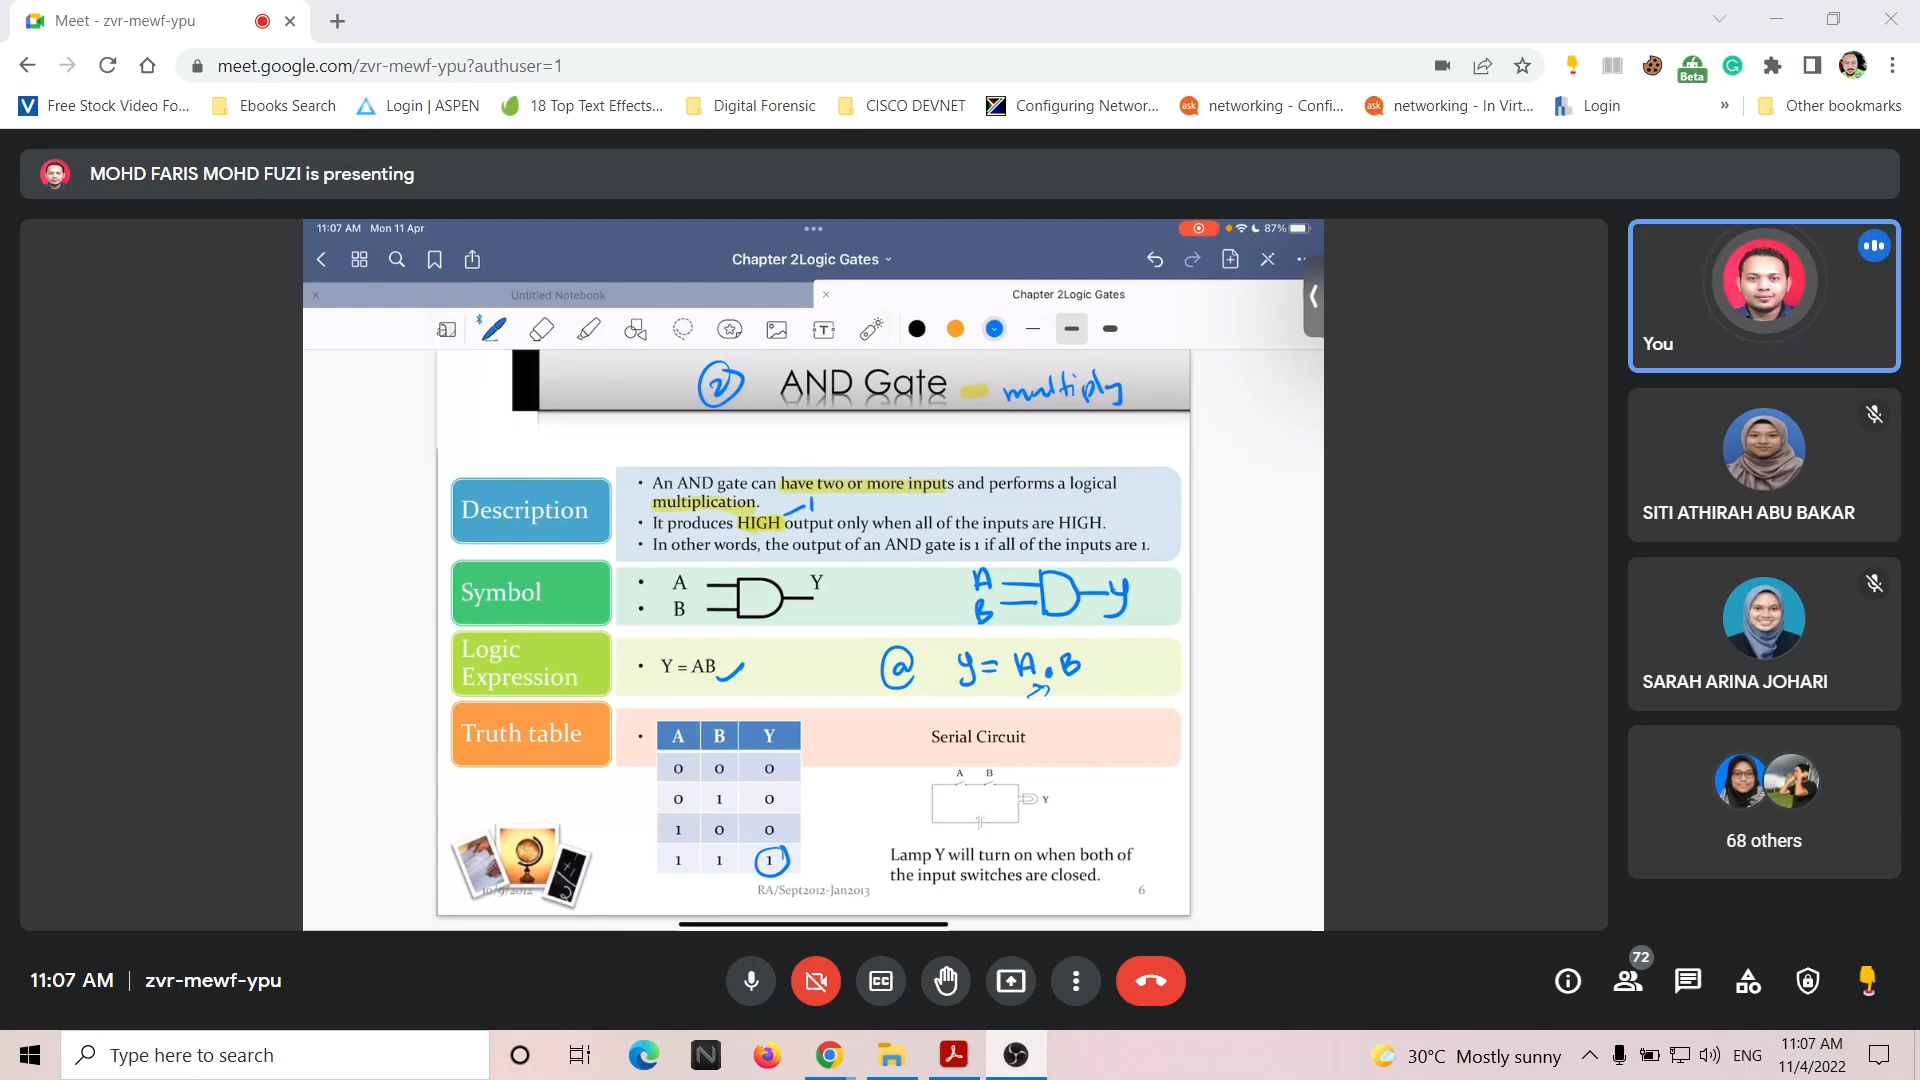 Meet - zvr-mewf-ypu
meet.google.com/zvr-mewf-ypu?authuser=1
Beta
Free Stock Video Fo...
Ebooks Search
Login | ASPEN
18 Top Text Effects...
Digital Forensic
CISCO DEVNET
Configuring Networ...
ask
networking - Confi...
ask
networking - In Virt...
Login
»
Other bookmarks
MOHD FARIS MOHD FUZI is presenting
11:07 AM Mon 11 Apr
87%
Chapter 2Logic Gates
Untitled Notebook
Chapter 2Logic Gates
2 AND Gate - multiply
Description
• An AND gate can have two or more inputs and performs a logical
multiplication.
1
• It produces HIGH output only when all of the inputs are HIGH.
• In other words, the output of an AND gate is 1 if all of the inputs are 1.
Symbol
• A Y
• B
A
B
y
Logic
Expression
• Y = AB
@ y = A.B
Truth table
A B Y
0 0 0
0 1 0
1 0 0
1 1 1
Serial Circuit
A B
Y
Lamp Y will turn on when both of
the input switches are closed.
10/9/2012
RA/Sept2012-Jan2013
6
You
SITI ATHIRAH ABU BAKAR
SARAH ARINA JOHARI
68 others
11:07 AM | zvr-mewf-ypu
CC
72
Type here to search
30°C Mostly sunny
ENG
11:07 AM
11/4/2022